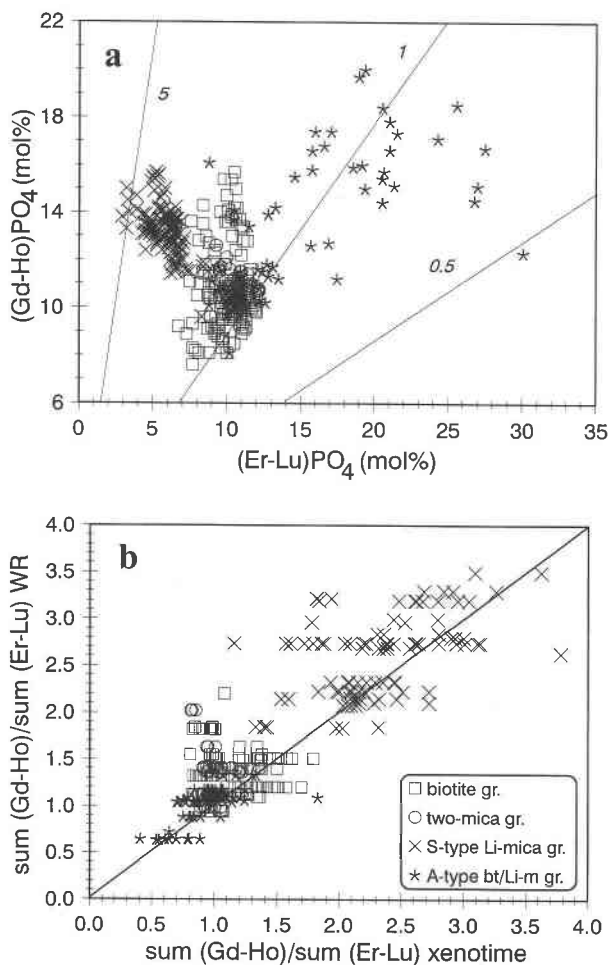 a
22
18
14
10
6
(Gd-Ho)PO4 (mol%)
5
1
0.5
0 5 10 15 20 25 30 35
(Er-Lu)PO4 (mol%)
b
4.0
3.5
3.0
2.5
2.0
1.5
1.0
0.5
0.0
sum (Gd-Ho)/sum (Er-Lu) WR
biotite gr.
two-mica gr.
S-type Li-mica gr.
A-type bt/Li-m gr.
0.0 0.5 1.0 1.5 2.0 2.5 3.0 3.5 4.0
sum (Gd-Ho)/sum (Er-Lu) xenotime